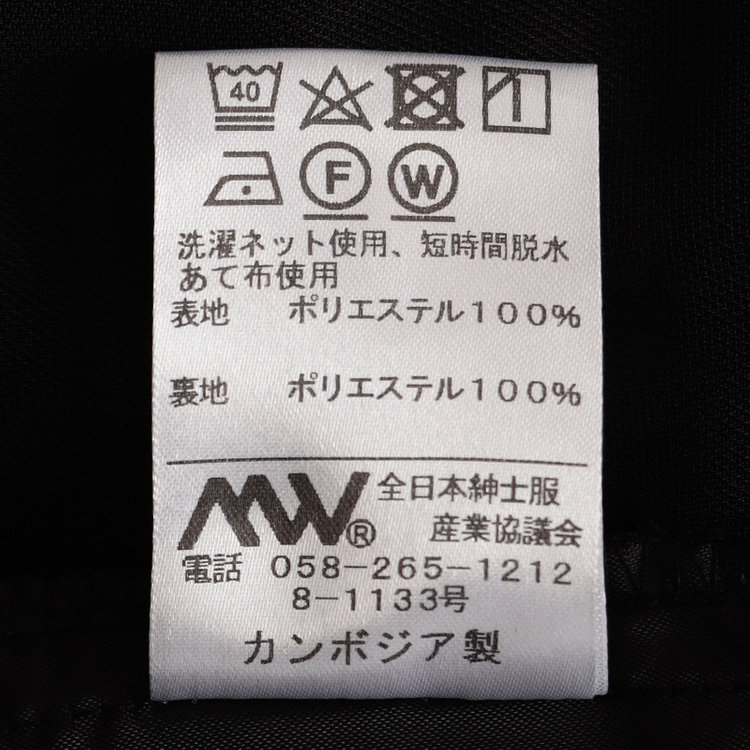 40
F W
洗濯ネット使用、短時間脱水
あて布使用
表地 ポリエステル100%
裏地 ポリエステル100%
MW® 全日本紳士服
産業協議会
電話 058-265-1212
8-1133号
カンボジア製